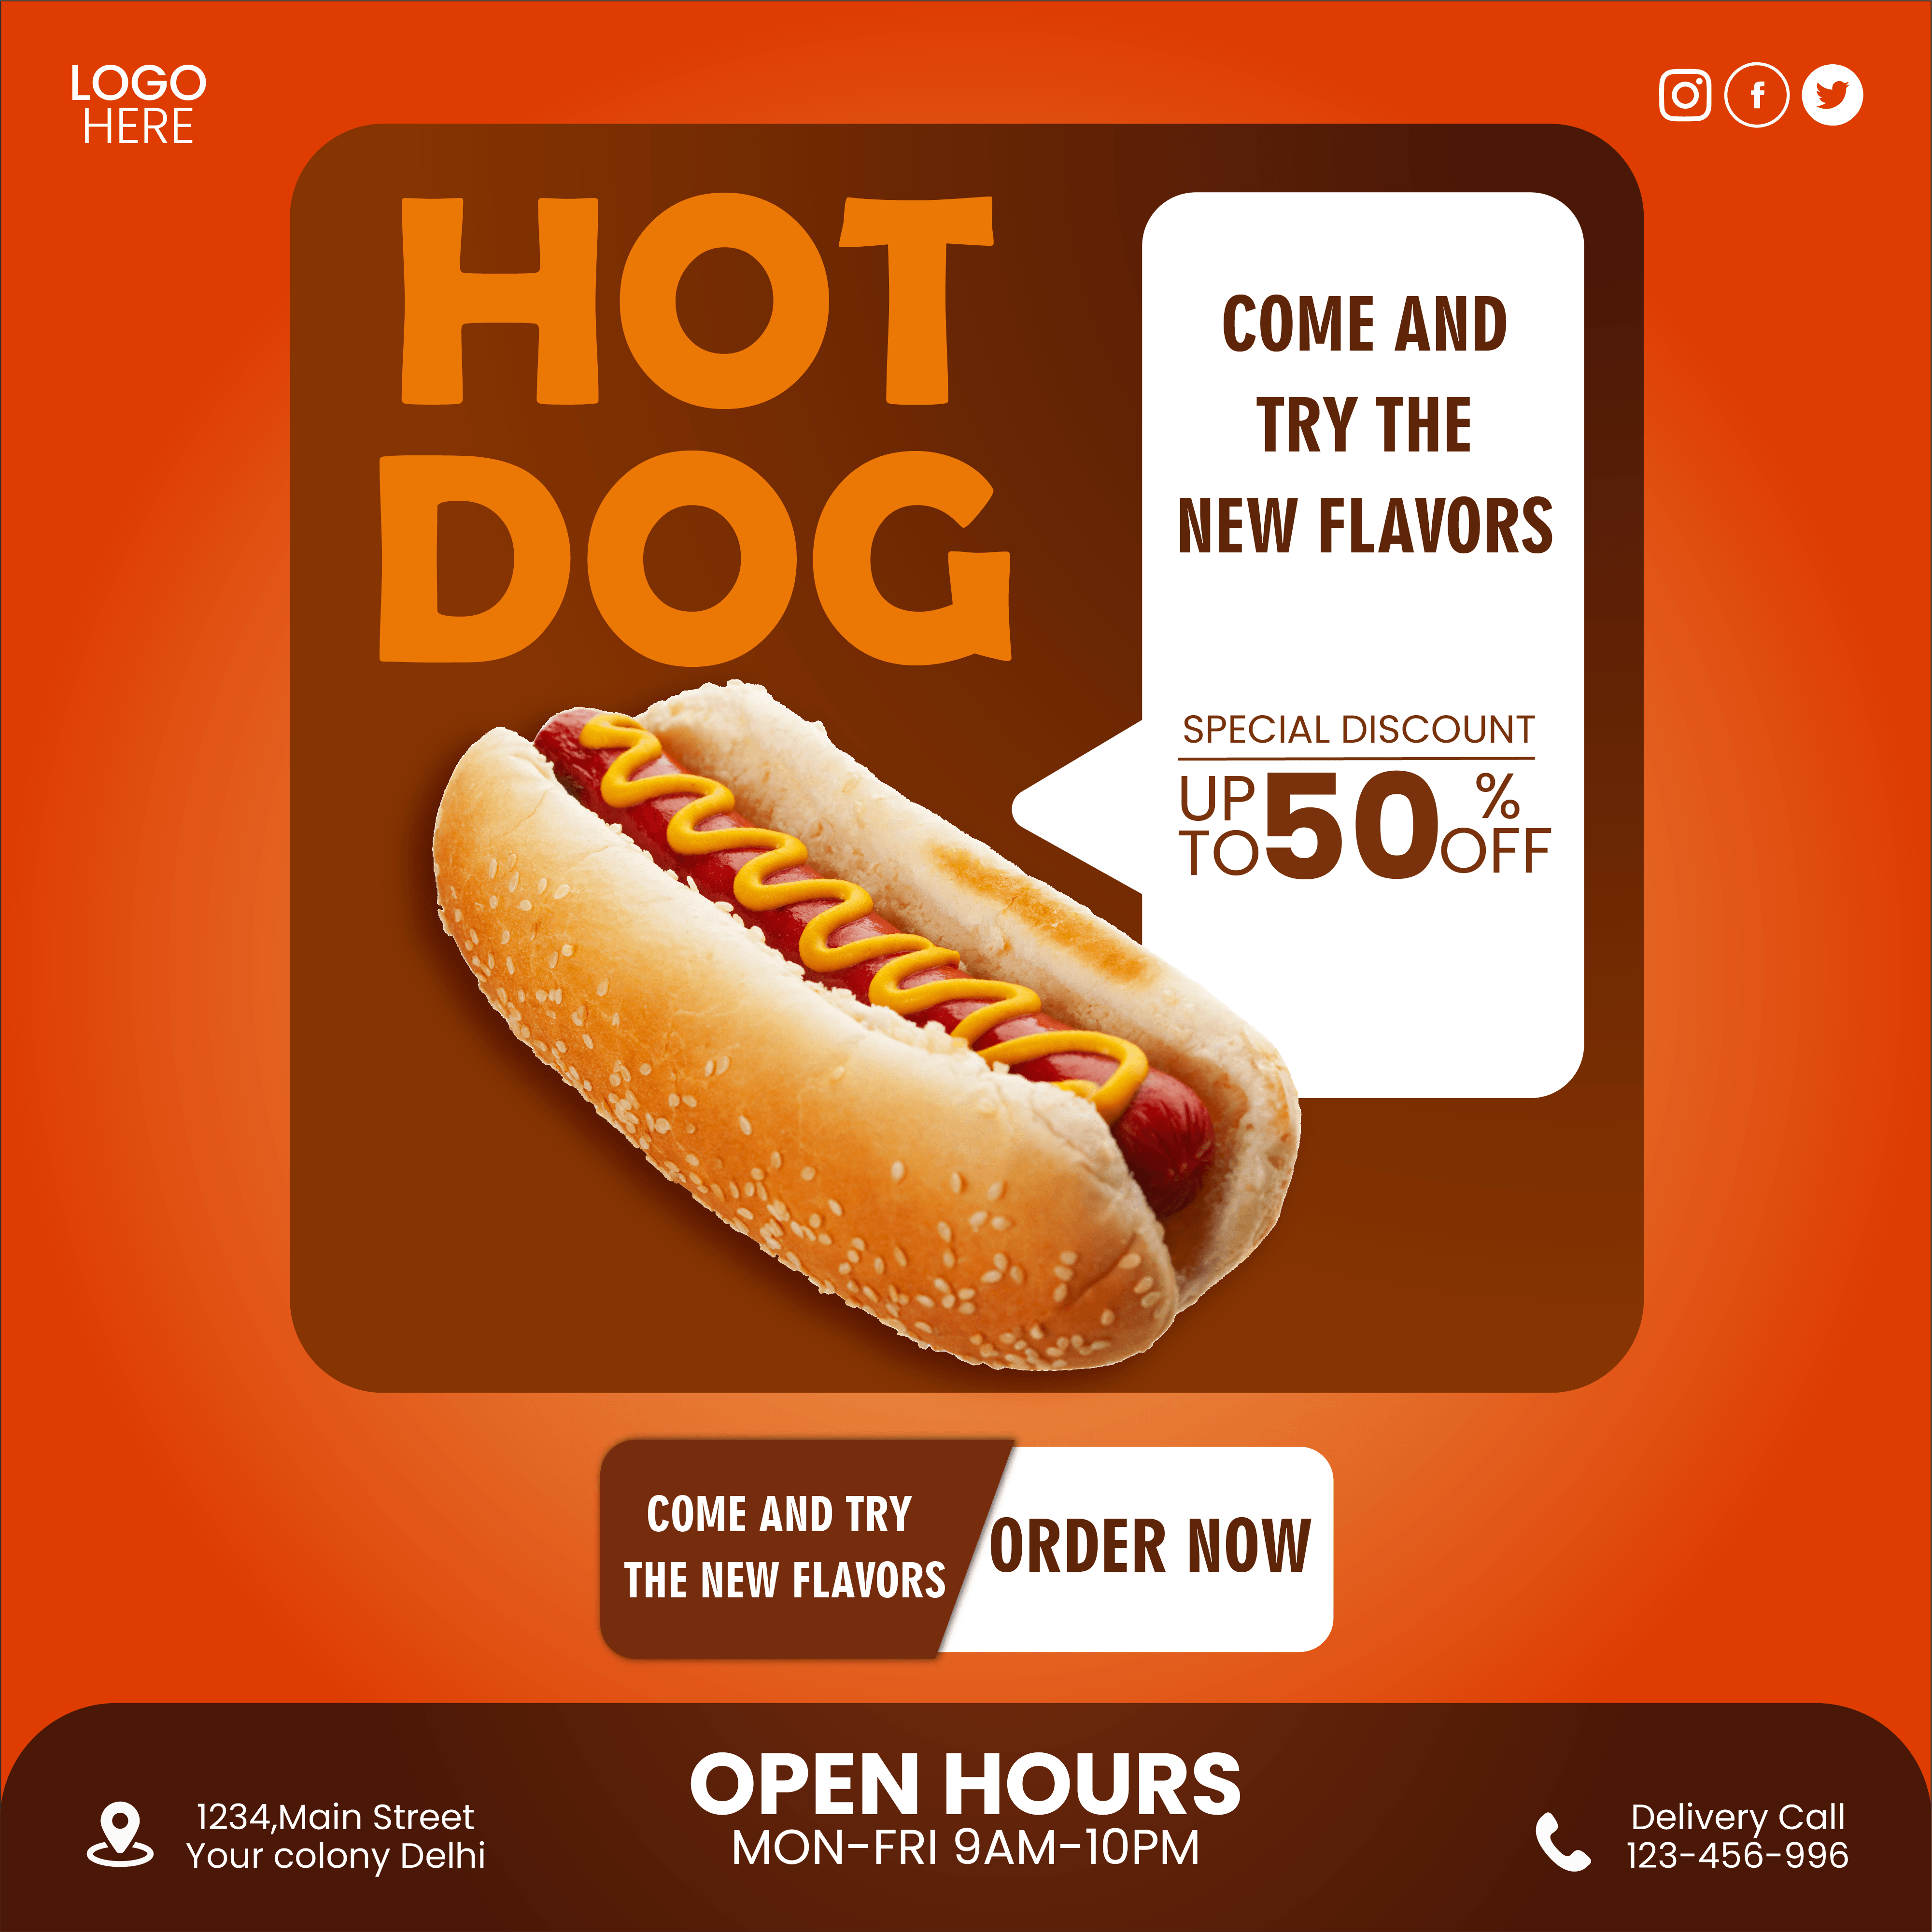 LOGO
HERE
HOT
DOG
COME AND
TRY THE
NEW FLAVORS
SPECIAL DISCOUNT
UP TO 50 % OFF
COME AND TRY
THE NEW FLAVORS
ORDER NOW
1234,Main Street
Your colony Delhi
OPEN HOURS
MON-FRI 9AM-10PM
Delivery Call
123-456-996